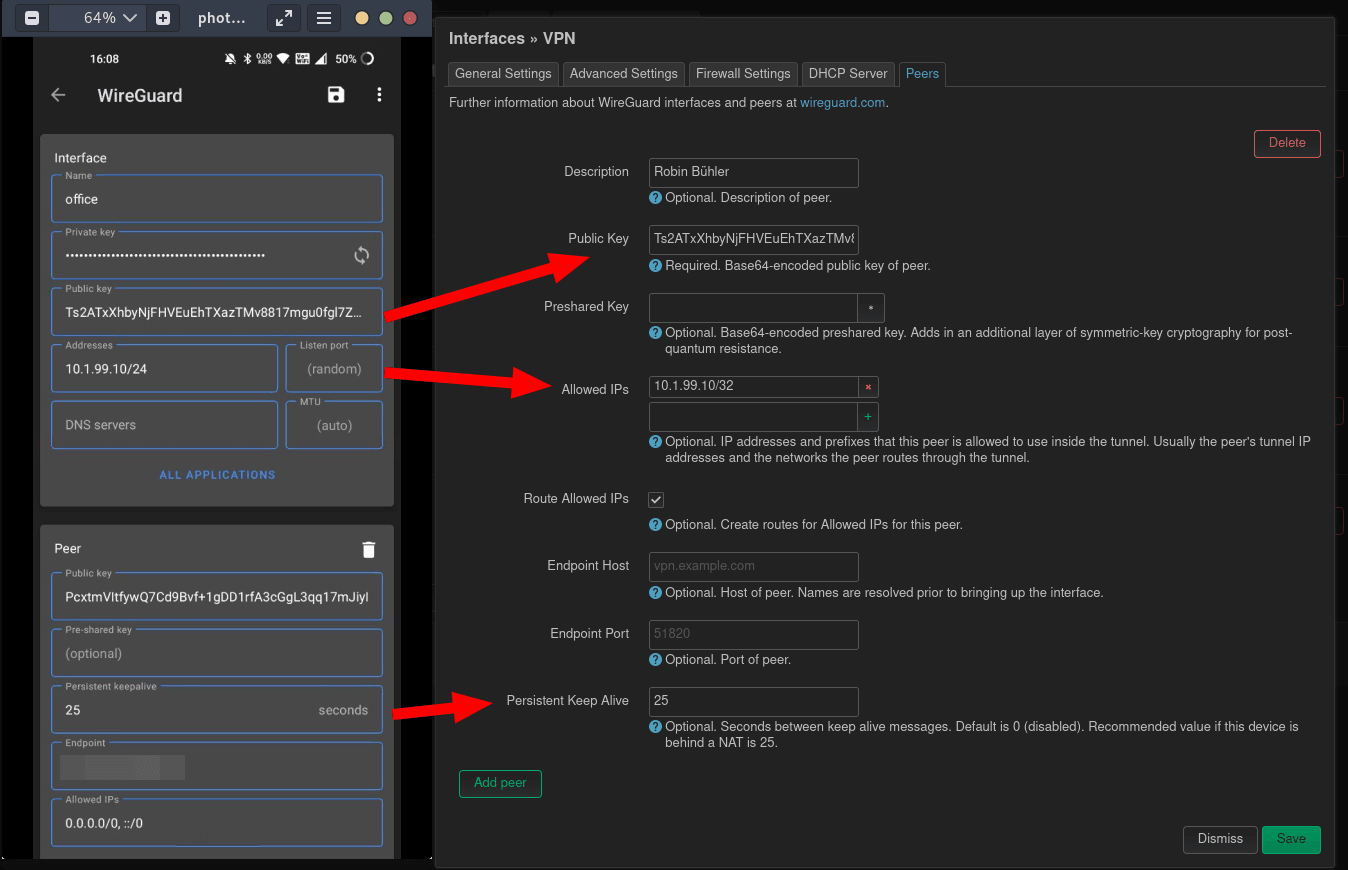 64%
phot...
16:08
0.00
KB/S
50%
WireGuard
Interface
Name
office
Private key
••••••••••••••••••••••••••••••••••••••••••••
Public key
Ts2ATxXhbyNjFHVEuEhTXazTMv8817mgu0fgl7Z...
Addresses
10.1.99.10/24
Listen port
(random)
DNS servers
MTU
(auto)
ALL APPLICATIONS
Peer
Public key
PcxtmVltfywQ7Cd9Bvf+1gDD1rfA3cGgL3qq17mJiyI
Pre-shared key
(optional)
Persistent keepalive
25
seconds
Endpoint
Allowed IPs
0.0.0.0/0, ::/0
Interfaces » VPN
General Settings
Advanced Settings
Firewall Settings
DHCP Server
Peers
Further information about WireGuard interfaces and peers at wireguard.com.
Delete
Description
Robin Bühler
Optional. Description of peer.
Public Key
Ts2ATxXhbyNjFHVEuEhTXazTMv8
Required. Base64-encoded public key of peer.
Preshared Key
*
Optional. Base64-encoded preshared key. Adds in an additional layer of symmetric-key cryptography for post-
quantum resistance.
Allowed IPs
10.1.99.10/32
×
+
Optional. IP addresses and prefixes that this peer is allowed to use inside the tunnel. Usually the peer's tunnel IP
addresses and the networks the peer routes through the tunnel.
Route Allowed IPs
Optional. Create routes for Allowed IPs for this peer.
Endpoint Host
vpn.example.com
Optional. Host of peer. Names are resolved prior to bringing up the interface.
Endpoint Port
51820
Optional. Port of peer.
Persistent Keep Alive
25
Optional. Seconds between keep alive messages. Default is 0 (disabled). Recommended value if this device is
behind a NAT is 25.
Add peer
Dismiss
Save